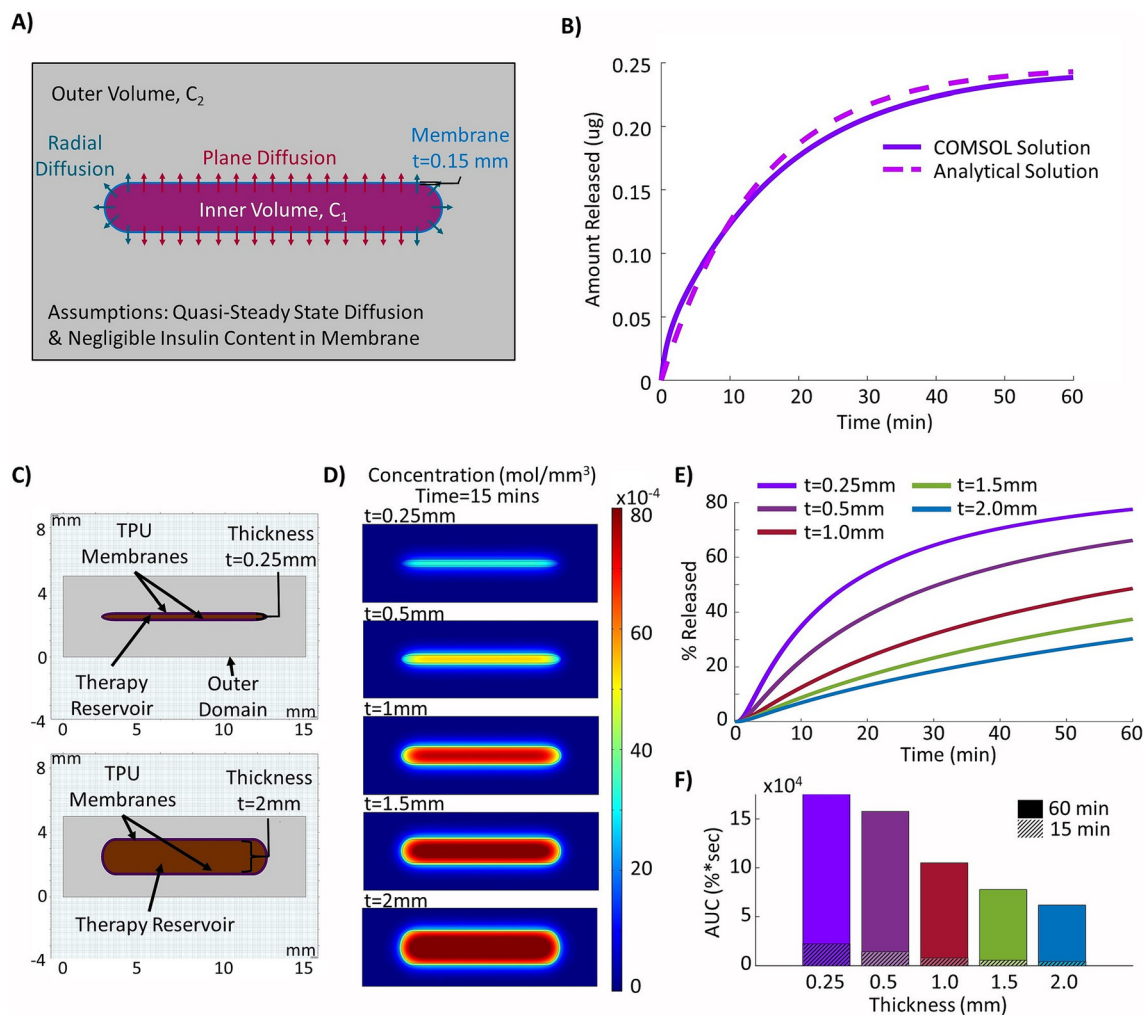 A)
Outer Volume, C2
Radial
Diffusion
Plane Diffusion
Membrane
t=0.15 mm
Inner Volume, C1
Assumptions: Quasi-Steady State Diffusion
& Negligible Insulin Content in Membrane
B)
Amount Released (ug)
0.25
0.20
0.15
0.10
0.05
0
COMSOL Solution
Analytical Solution
0 10 20 30 40 50 60
Time (min)
C)
8
mm
TPU
Membranes
Thickness
t=0.25mm
4
0
Therapy
Reservoir
Outer
Domain
-4
mm
0 5 10 15
8
mm
TPU
Membranes
Thickness
t=2mm
4
0
Therapy Reservoir
-4
mm
0 5 10 15
D)
Concentration (mol/mm³)
Time=15 mins
x10⁻⁴
t=0.25mm
t=0.5mm
t=1mm
t=1.5mm
t=2mm
80
60
40
20
0
E)
t=0.25mm
t=0.5mm
t=1.0mm
t=1.5mm
t=2.0mm
% Released
80
60
40
20
0
0 10 20 30 40 50 60
Time (min)
F)
x10⁴
AUC (%*sec)
15
10
5
0
60 min
15 min
0.25 0.5 1.0 1.5 2.0
Thickness (mm)